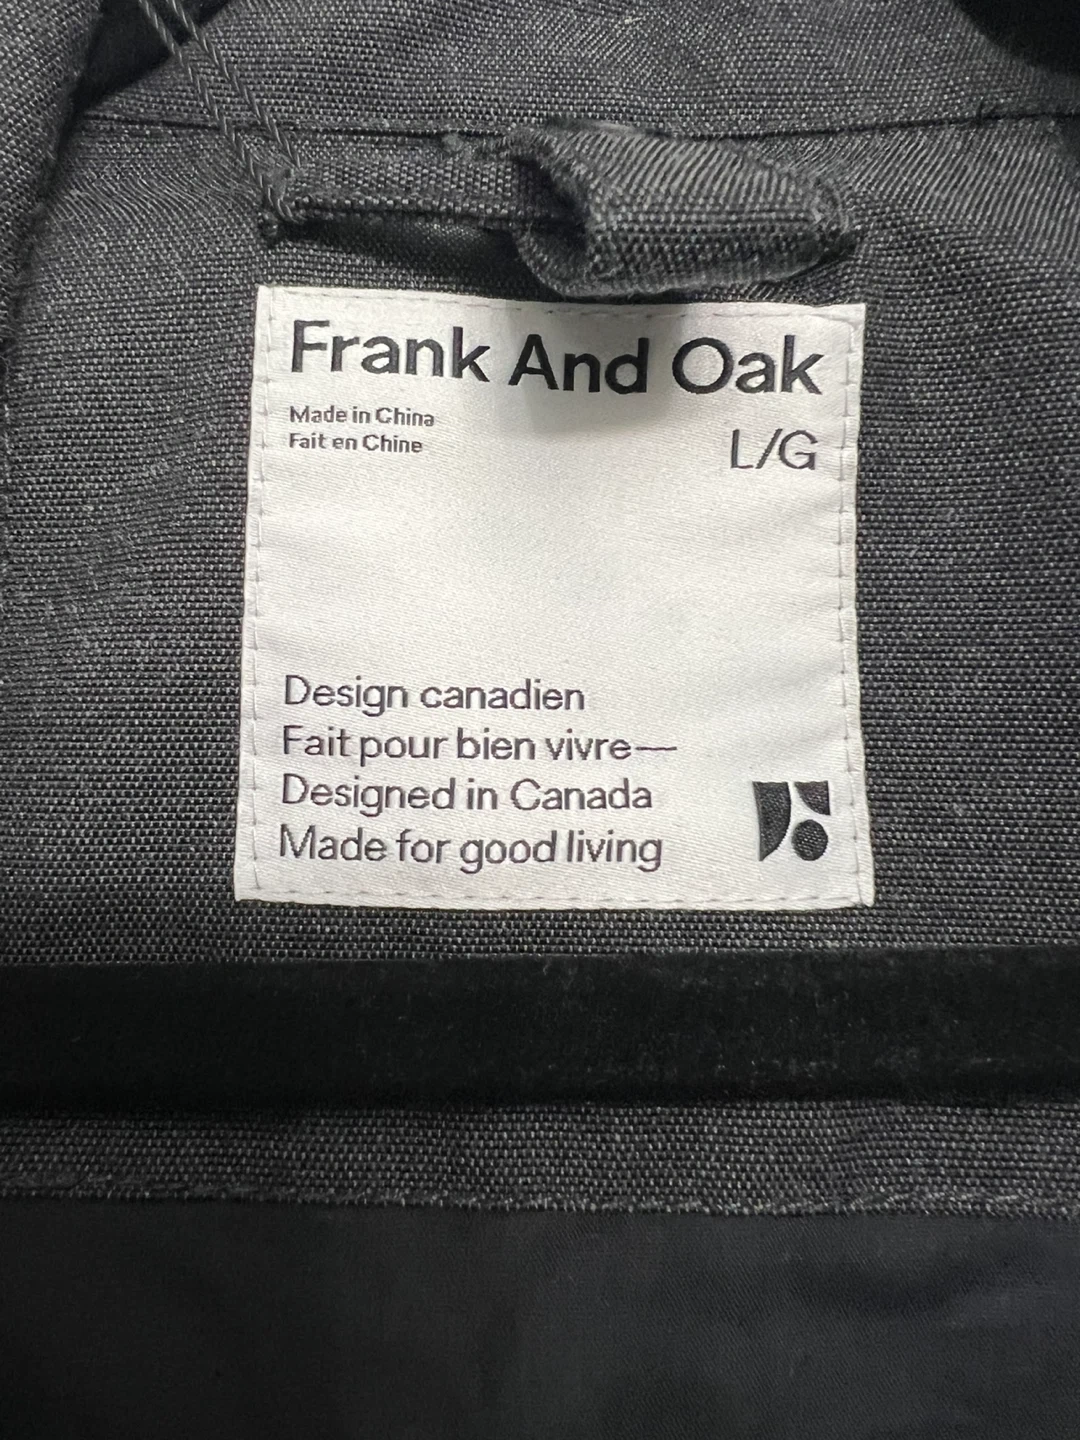 Frank And Oak
Made in China
Fait en Chine
L/G
Design canadien
Fait pour bien vivre—
Designed in Canada
Made for good living